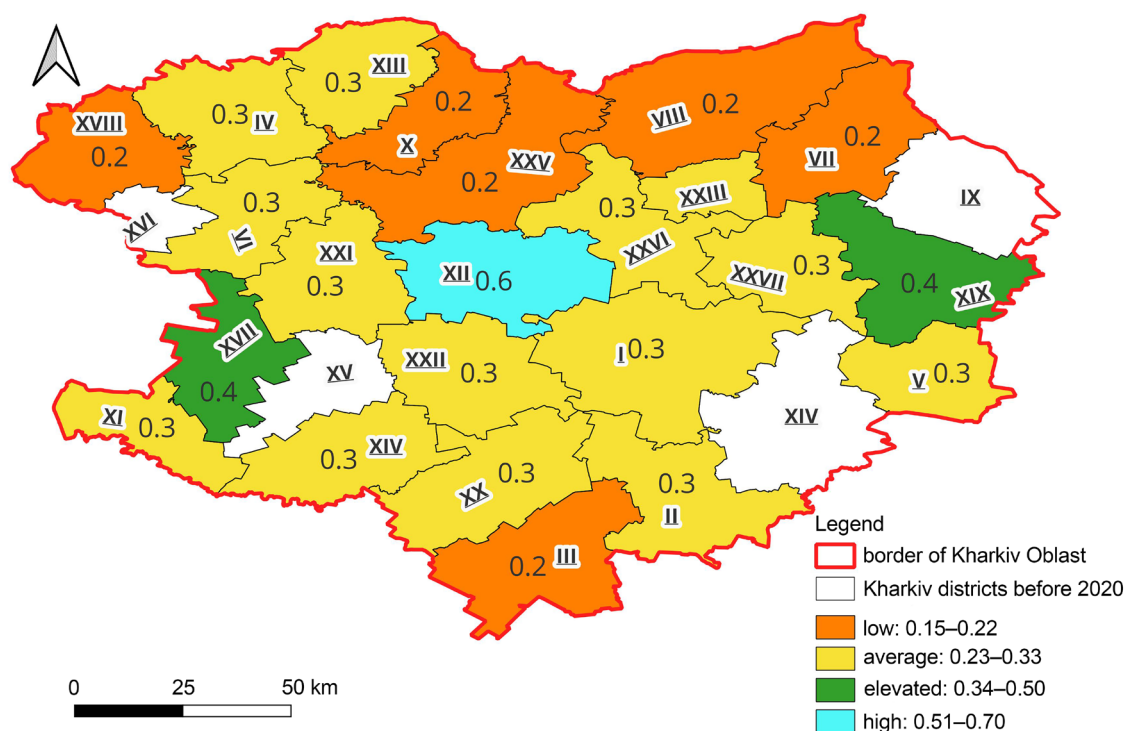 XIII
0.3
0.2
XVIII
0.3 IV
VIII 0.2
0.2
X
0.2
XXV
0.2
VII
0.2
XXIII
IX
XVI
0.3
VI
0.3
XXI
XXVI
XII 0.6
XXVII 0.3
0.3
0.4
XIX
XVII
XXII
0.3
I 0.3
XV
V 0.3
0.4
XI 0.3
XIV
XIV
0.3
0.3
XX
0.3
II
0.2 III
Legend
border of Kharkiv Oblast
Kharkiv districts before 2020
low: 0.15–0.22
average: 0.23–0.33
elevated: 0.34–0.50
high: 0.51–0.70
0 25 50 km